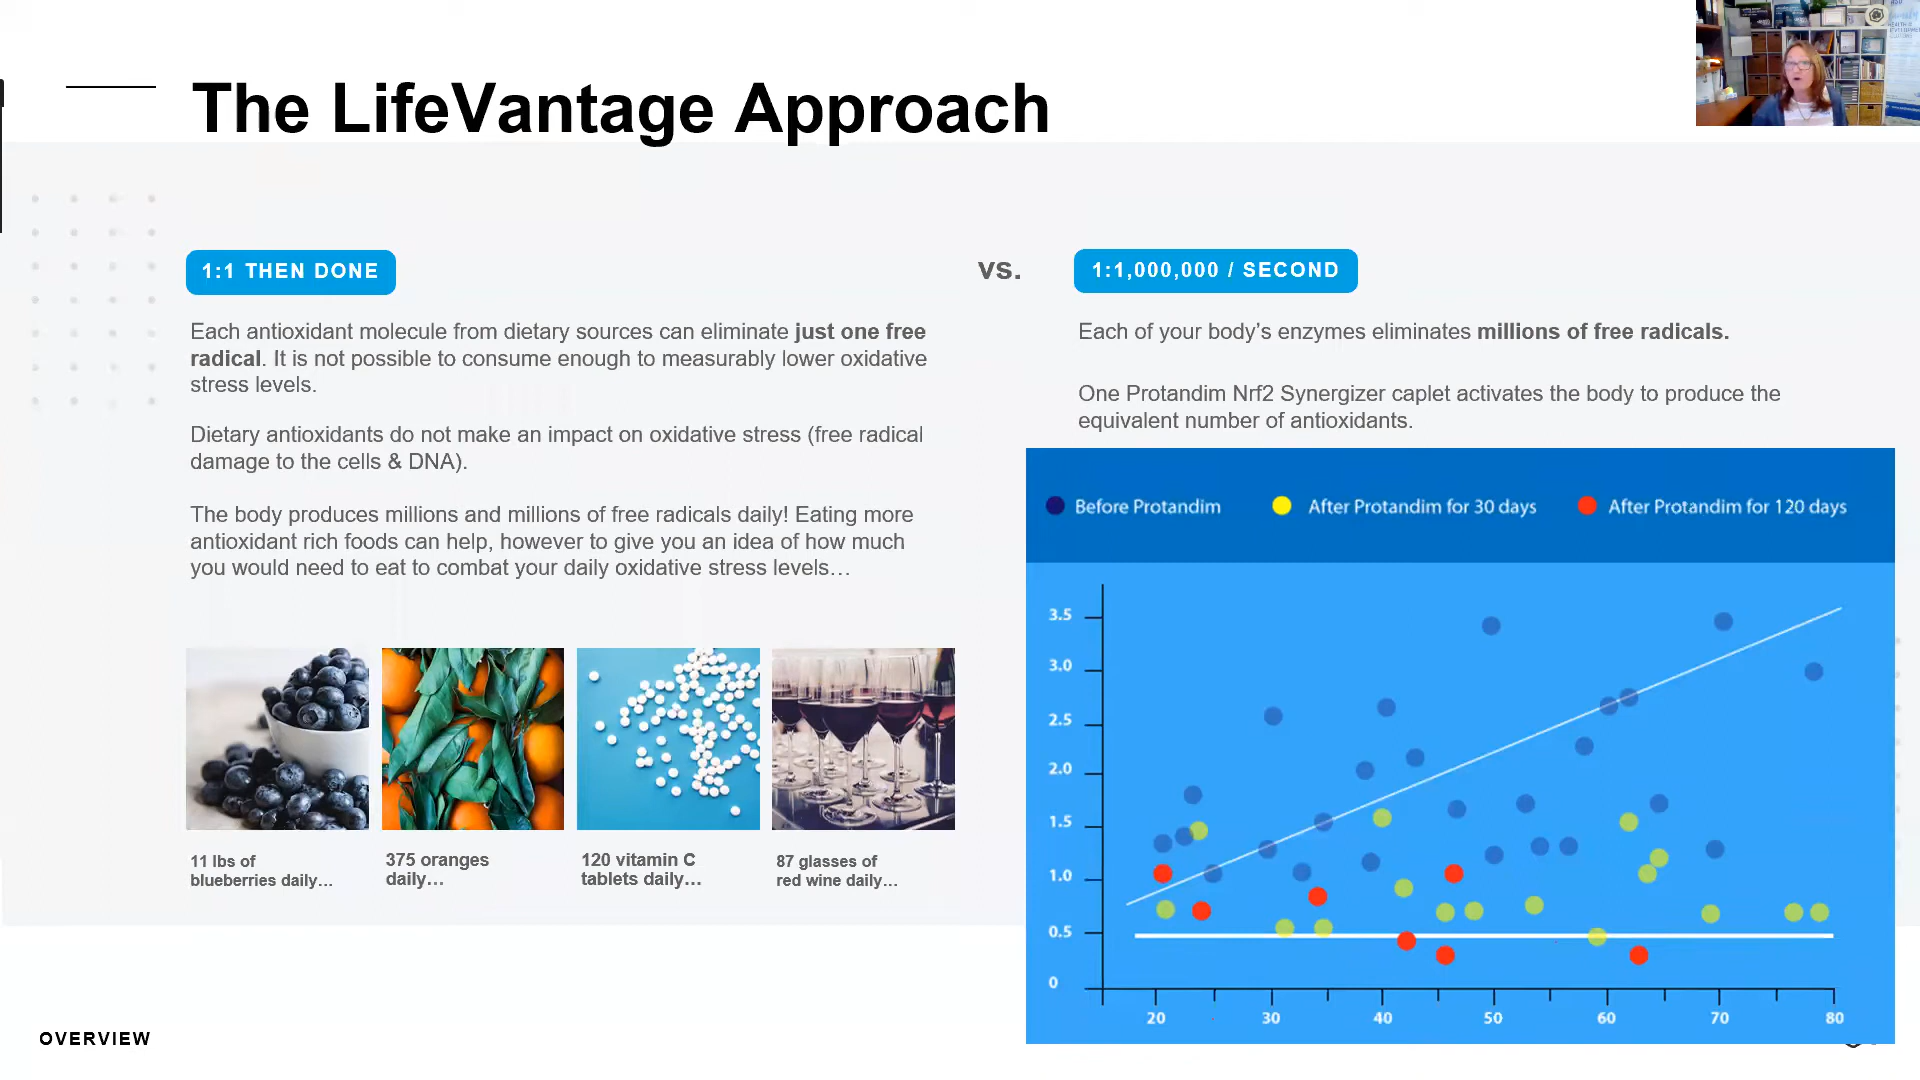 The LifeVantage Approach
1:1 THEN DONE
Each antioxidant molecule from dietary sources can eliminate just one free
radical. It is not possible to consume enough to measurably lower oxidative
stress levels.
Dietary antioxidants do not make an impact on oxidative stress (free radical
damage to the cells & DNA).
The body produces millions and millions of free radicals daily! Eating more
antioxidant rich foods can help, however to give you an idea of how much
you would need to eat to combat your daily oxidative stress levels…
11 lbs of
blueberries daily…
375 oranges
daily…
120 vitamin C
tablets daily…
87 glasses of
red wine daily…
vs.
1:1,000,000 / SECOND
Each of your body’s enzymes eliminates millions of free radicals.
One Protandim Nrf2 Synergizer caplet activates the body to produce the
equivalent number of antioxidants.
Before Protandim
After Protandim for 30 days
After Protandim for 120 days
3.5
3.0
2.5
2.0
1.5
1.0
0.5
0
20 30 40 50 60 70 80
OVERVIEW